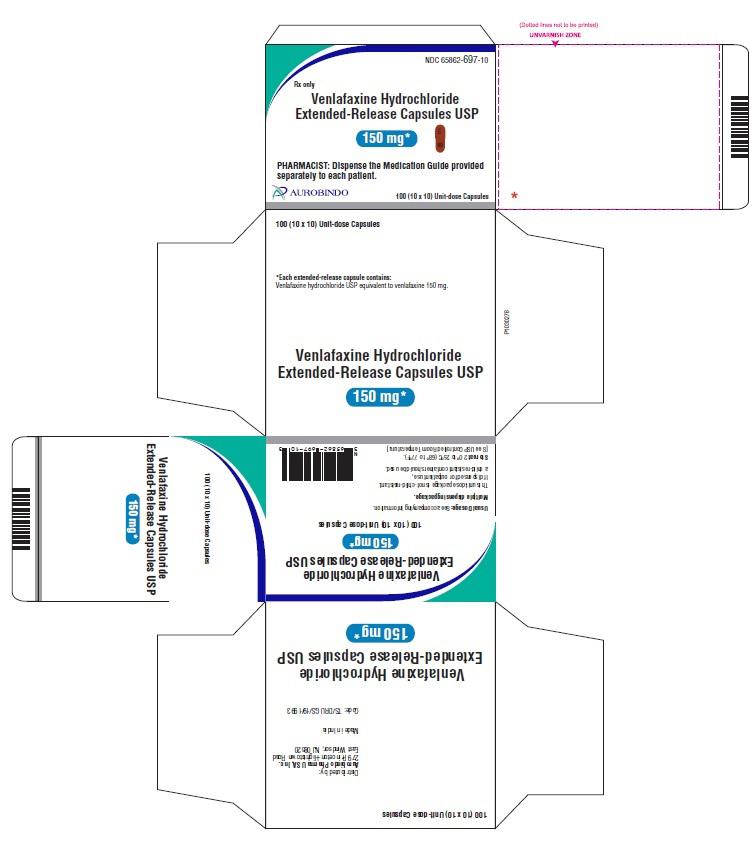 (Dotted lines not to be printed)
UNVARNISH ZONE
NDC 65862-697-10
Rx only
Venlafaxine Hydrochloride
Extended-Release Capsules USP
150 mg*
PHARMACIST: Dispense the Medication Guide provided
separately to each patient.
AUROBINDO
100 (10 x 10) Unit-dose Capsules
*
100 (10 x 10) Unit-dose Capsules
*Each extended-release capsule contains:
Venlafaxine hydrochloride USP equivalent to venlafaxine 150 mg.
P1030278
Venlafaxine Hydrochloride
Extended-Release Capsules USP
150 mg*
Venlafaxine Hydrochloride
Extended-Release Capsules USP
150 mg*
100 (10 x 10) Unit-dose Capsules
Venlafaxine Hydrochloride
Extended-Release Capsules USP
150 mg*
100 (10 x 10) Unit-dose Capsules
Usual Dosage: See accompanying information.
Multiple dispensing package.
This unit dose package is not child-resistant.
If dispensed for outpatient use,
a child resistant container should be used.
Store at 20° to 25°C (68° to 77°F);
[See USP Controlled Room Temperature].
N
3 65862-697-10 3
100 (10 x 10) Unit-dose Capsules
Distributed by:
Aurobindo Pharma USA, Inc.
279 Princeton-Hightstown Road
East Windsor, NJ 08520
Made in India
Code: TS/DRUGS/19/1993
Venlafaxine Hydrochloride
Extended-Release Capsules USP
150 mg*